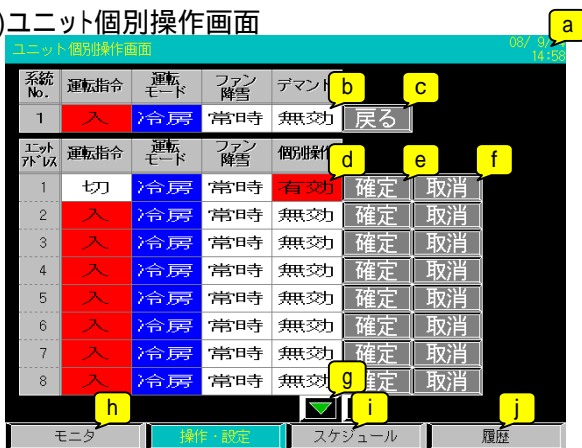 )ユニット個別操作画面
a
ユニット個別操作画面
08/ 9/
14:58
系統No. 運転指令 運転モード ファン降雪 デマンド b c
1 入 冷房 常時 無効 戻る
ユニットアドレス 運転指令 運転モード ファン降雪 個別操作 d e f
1 切 冷房 常時 有効 確定 取消
2 入 冷房 常時 無効 確定 取消
3 入 冷房 常時 無効 確定 取消
4 入 冷房 常時 無効 確定 取消
5 入 冷房 常時 無効 確定 取消
6 入 冷房 常時 無効 確定 取消
7 入 冷房 常時 無効 確定 取消
8 入 冷房 常時 無効 確定 取消
g
h i j
モニタ 操作・設定 スケジュール 履歴